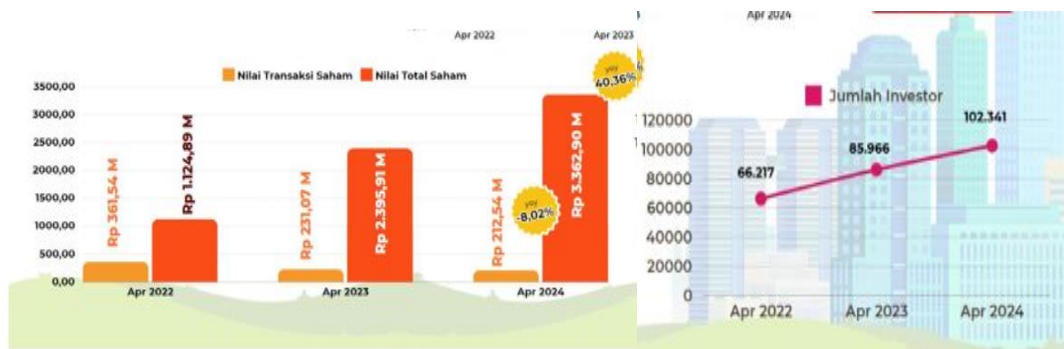 Apr 2022
Apr 2023
Nilai Transaksi Saham
Nilai Total Saham
yoy
40,36%
3500,00
3000,00
2500,00
2000,00
1500,00
1000,00
500,00
0,00
Rp 361,54 M
Rp 1.124,89 M
Rp 231,07 M
Rp 2.395,91 M
Rp 212,54 M
yoy
-8,02%
Rp 3.362,90 M
Apr 2022
Apr 2023
Apr 2024
Apr 2024
Jumlah Investor
120000
100000
80000
60000
40000
20000
0
66.217
85.966
102.341
Apr 2022
Apr 2023
Apr 2024